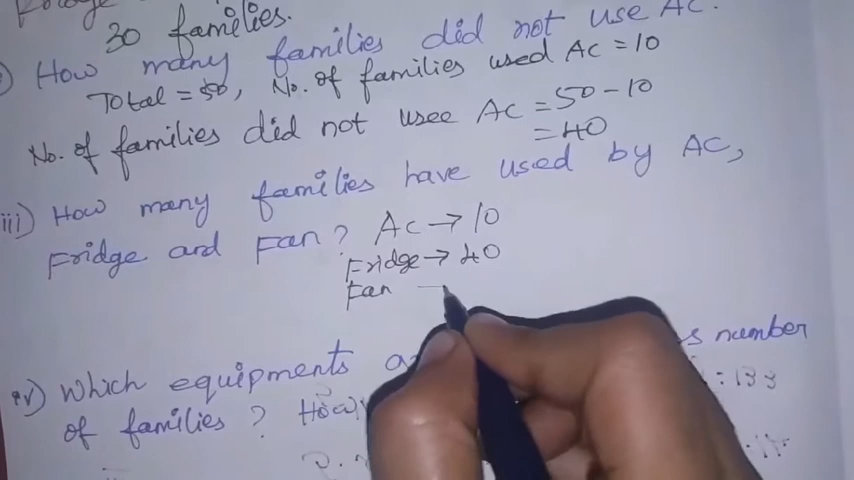 Fridge
30 families.
How many families did not use AC.
Total = 50, No. of families used AC = 10
No. of families did not usee AC = 50 - 10
= 40
iii) How many families have used by AC,
Fridge and Fan? Ac → 10
Fridge → 40
Fan —
iv) Which equipments number
of families?